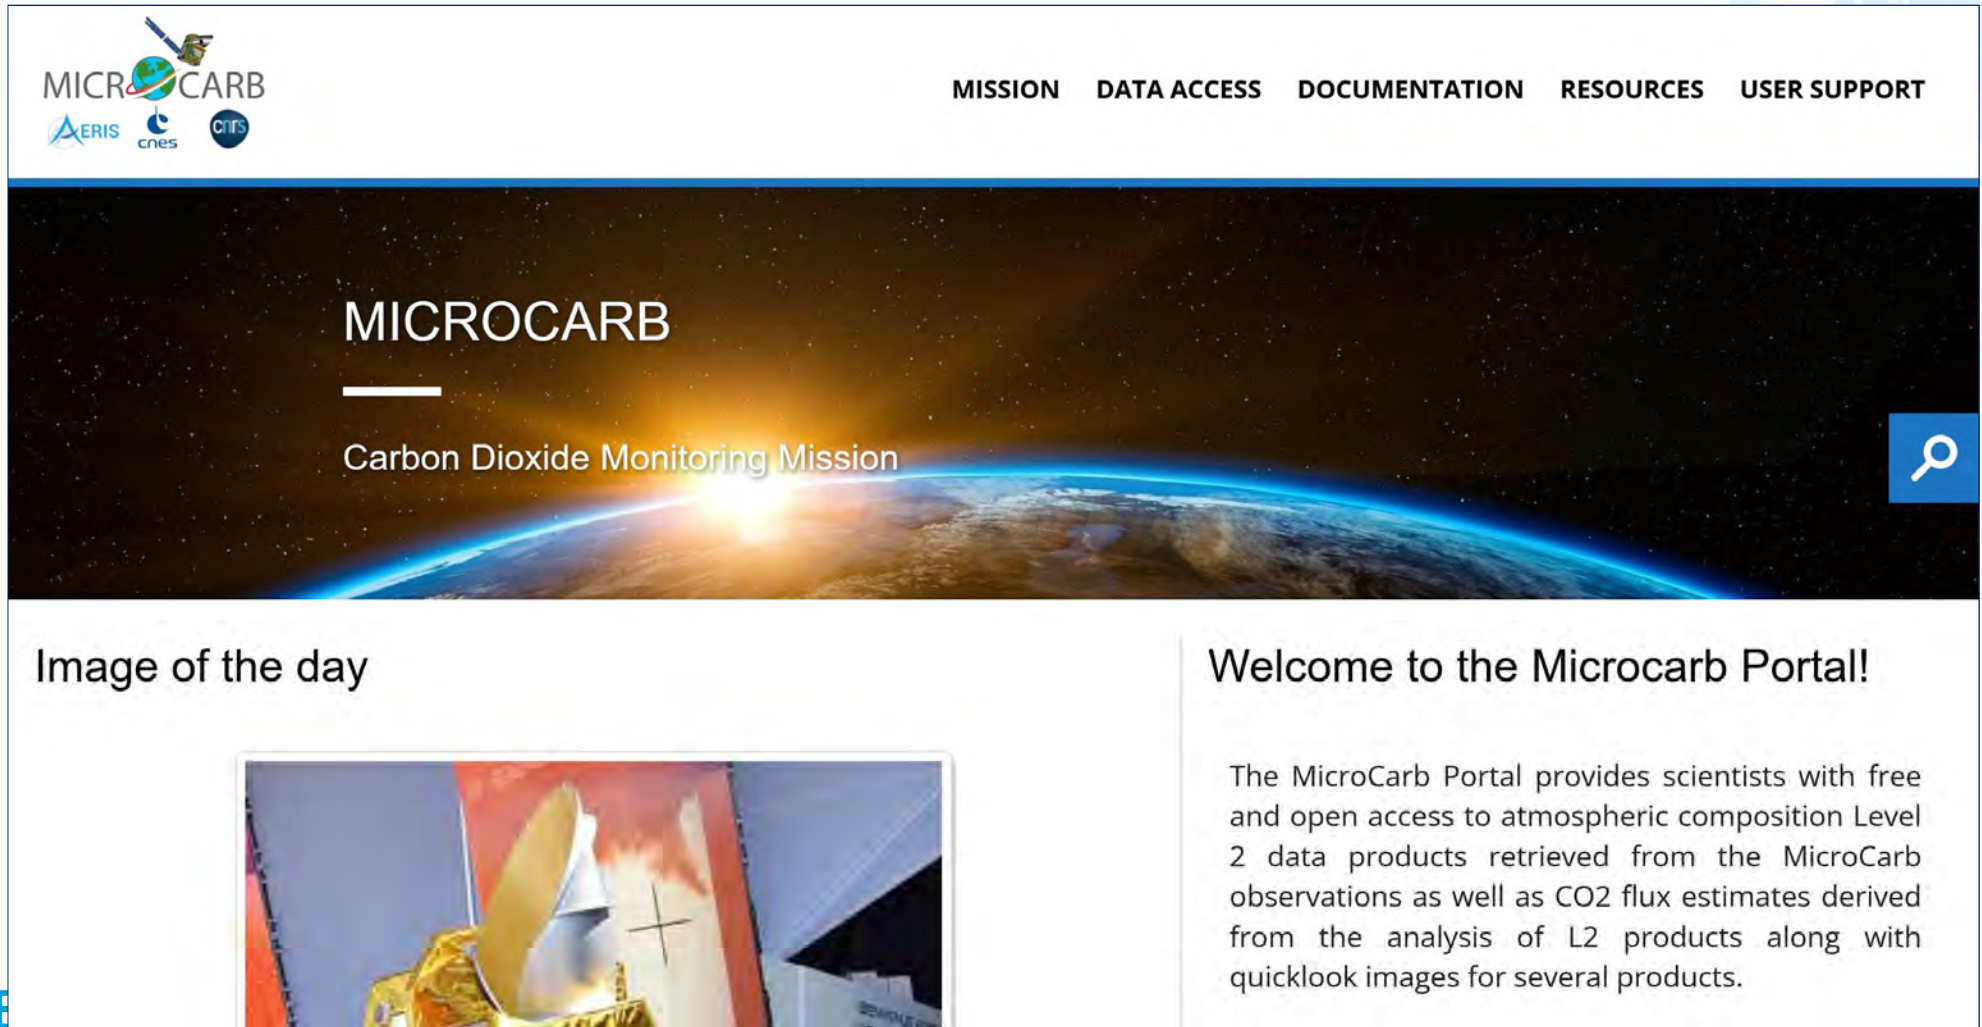 MICROCARB
AERIS cnes cnrs
MISSION DATA ACCESS DOCUMENTATION RESOURCES USER SUPPORT
MICROCARB
Carbon Dioxide Monitoring Mission
Image of the day
Welcome to the Microcarb Portal!
The MicroCarb Portal provides scientists with free
and open access to atmospheric composition Level
2 data products retrieved from the MicroCarb
observations as well as CO2 flux estimates derived
from the analysis of L2 products along with
quicklook images for several products.